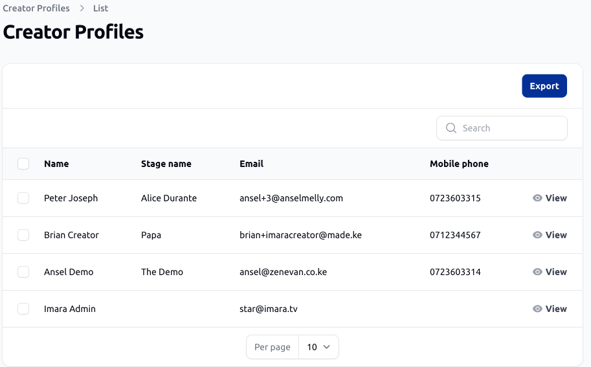 Creator Profiles > List
Creator Profiles
Export
Search
Name Stage name Email Mobile phone
Peter Joseph Alice Durante ansel+3@anselmelly.com 0723603315 View
Brian Creator Papa brian+imaracreator@made.ke 0712344567 View
Ansel Demo The Demo ansel@zenevan.co.ke 0723603314 View
Imara Admin star@imara.tv View
Per page 10